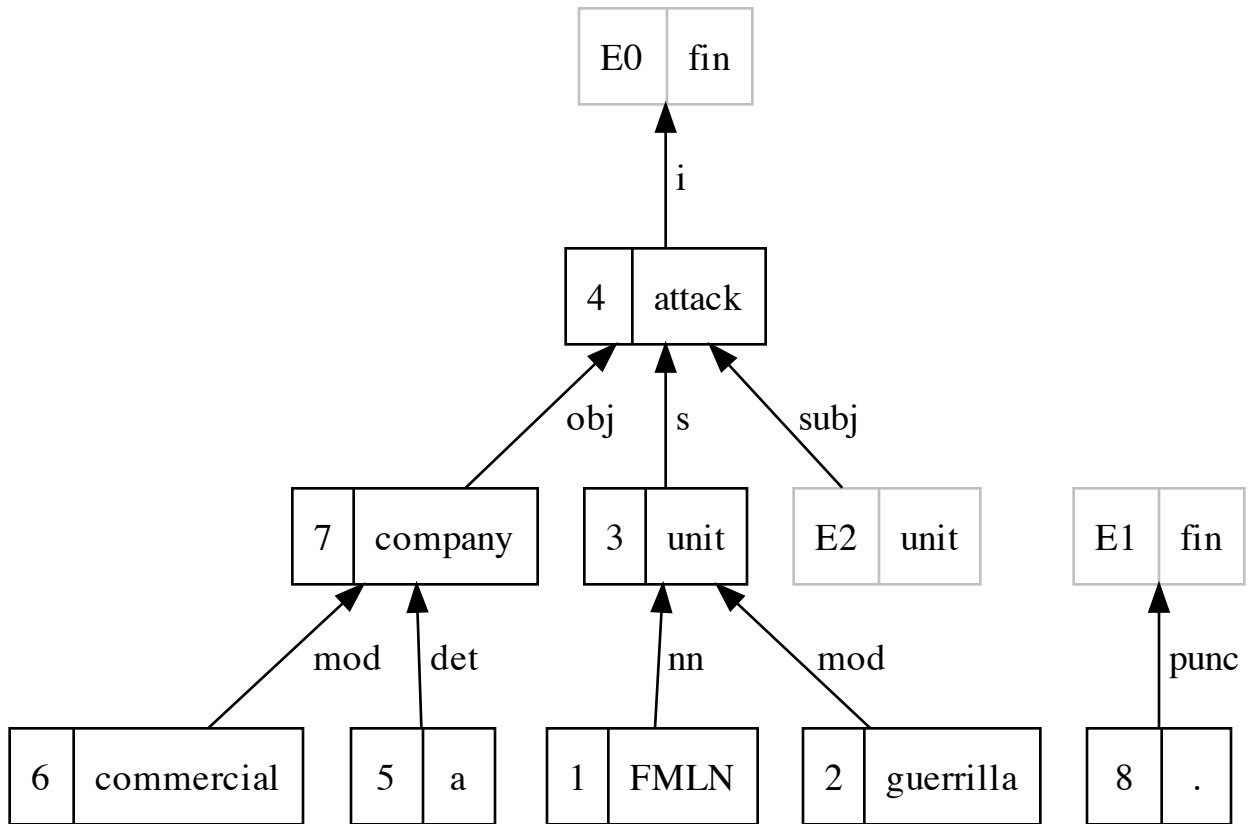 E0 fin
i
4 attack
obj s subj
7 company 3 unit E2 unit E1 fin
mod det nn mod punc
6 commercial 5 a 1 FMLN 2 guerrilla 8 .